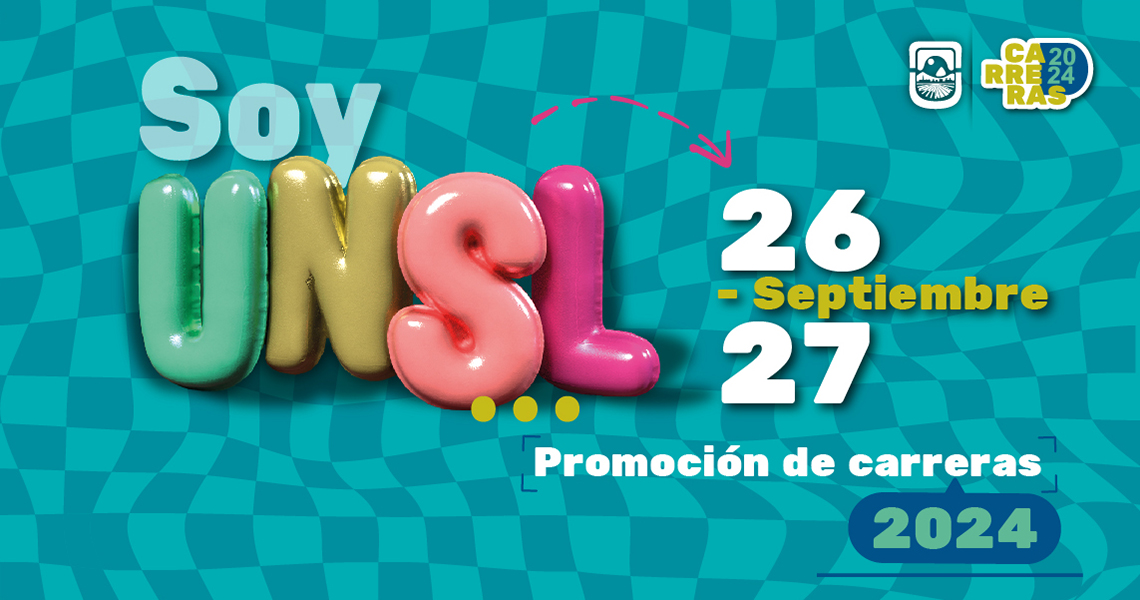 Soy
UNSL
...
CA
RRE
RAS
20
24
26
- Septiembre
27
Promoción de carreras
2024